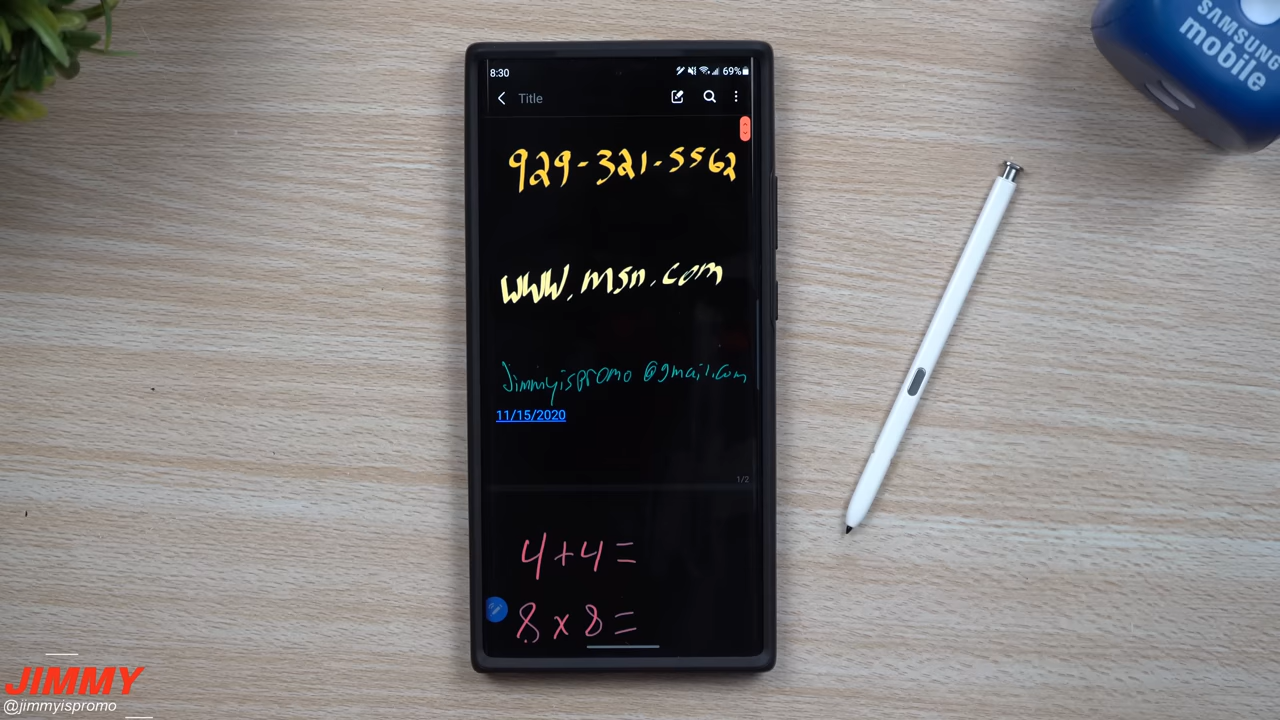 SAMSUNG
mobile
8:30
69%
Title
929-321-5562
www.msn.com
Jimmyispromo@gmail.com
11/15/2020
1/2
4+4=
8x8=
JIMMY
@jimmyispromo